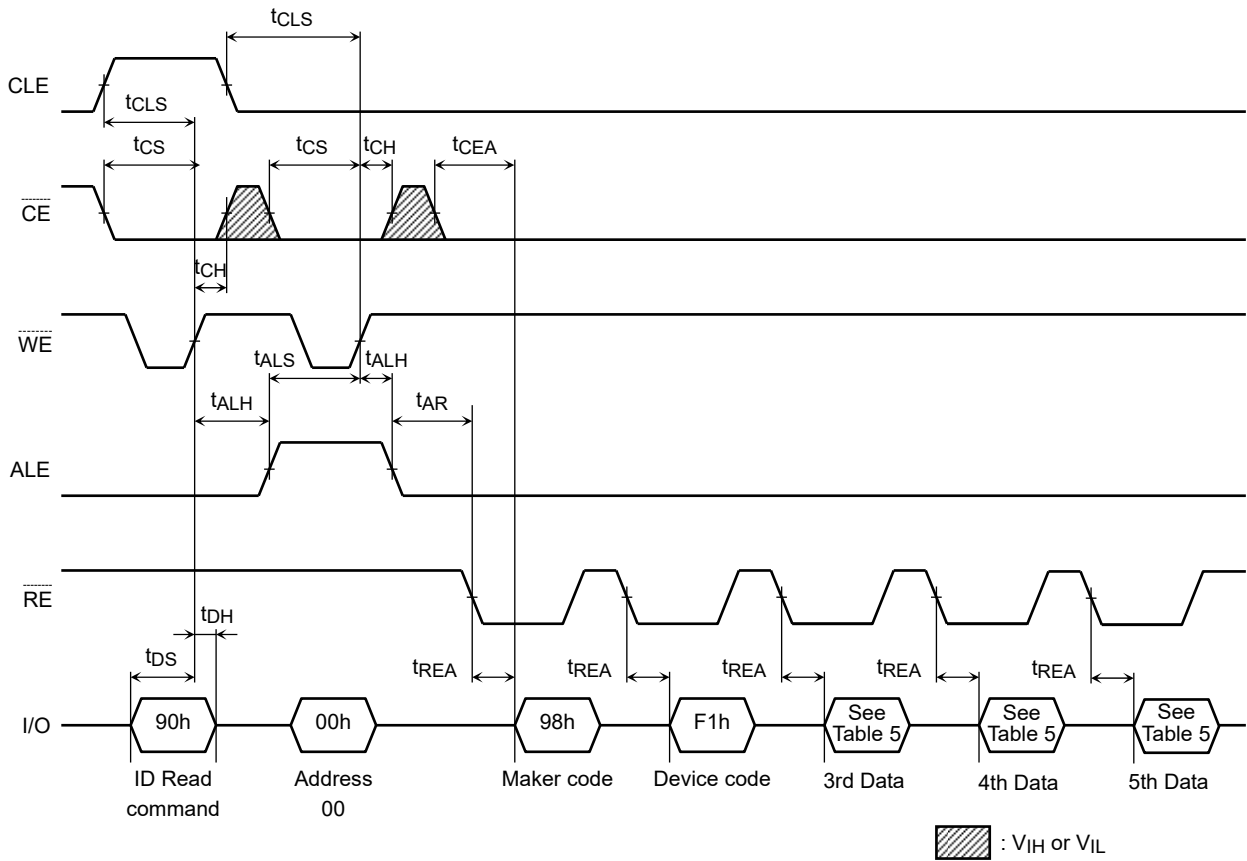 tCLS
CLE
tCLS
tCS tCS tCH tCEA
CE
tCH
WE
tALS tALH
tALH tAR
ALE
RE
tDH
tDS tREA tREA tREA tREA tREA
I/O 90h 00h 98h F1h See Table 5 See Table 5 See Table 5
ID Read command
Address 00
Maker code
Device code
3rd Data
4th Data
5th Data
: VIH or VIL